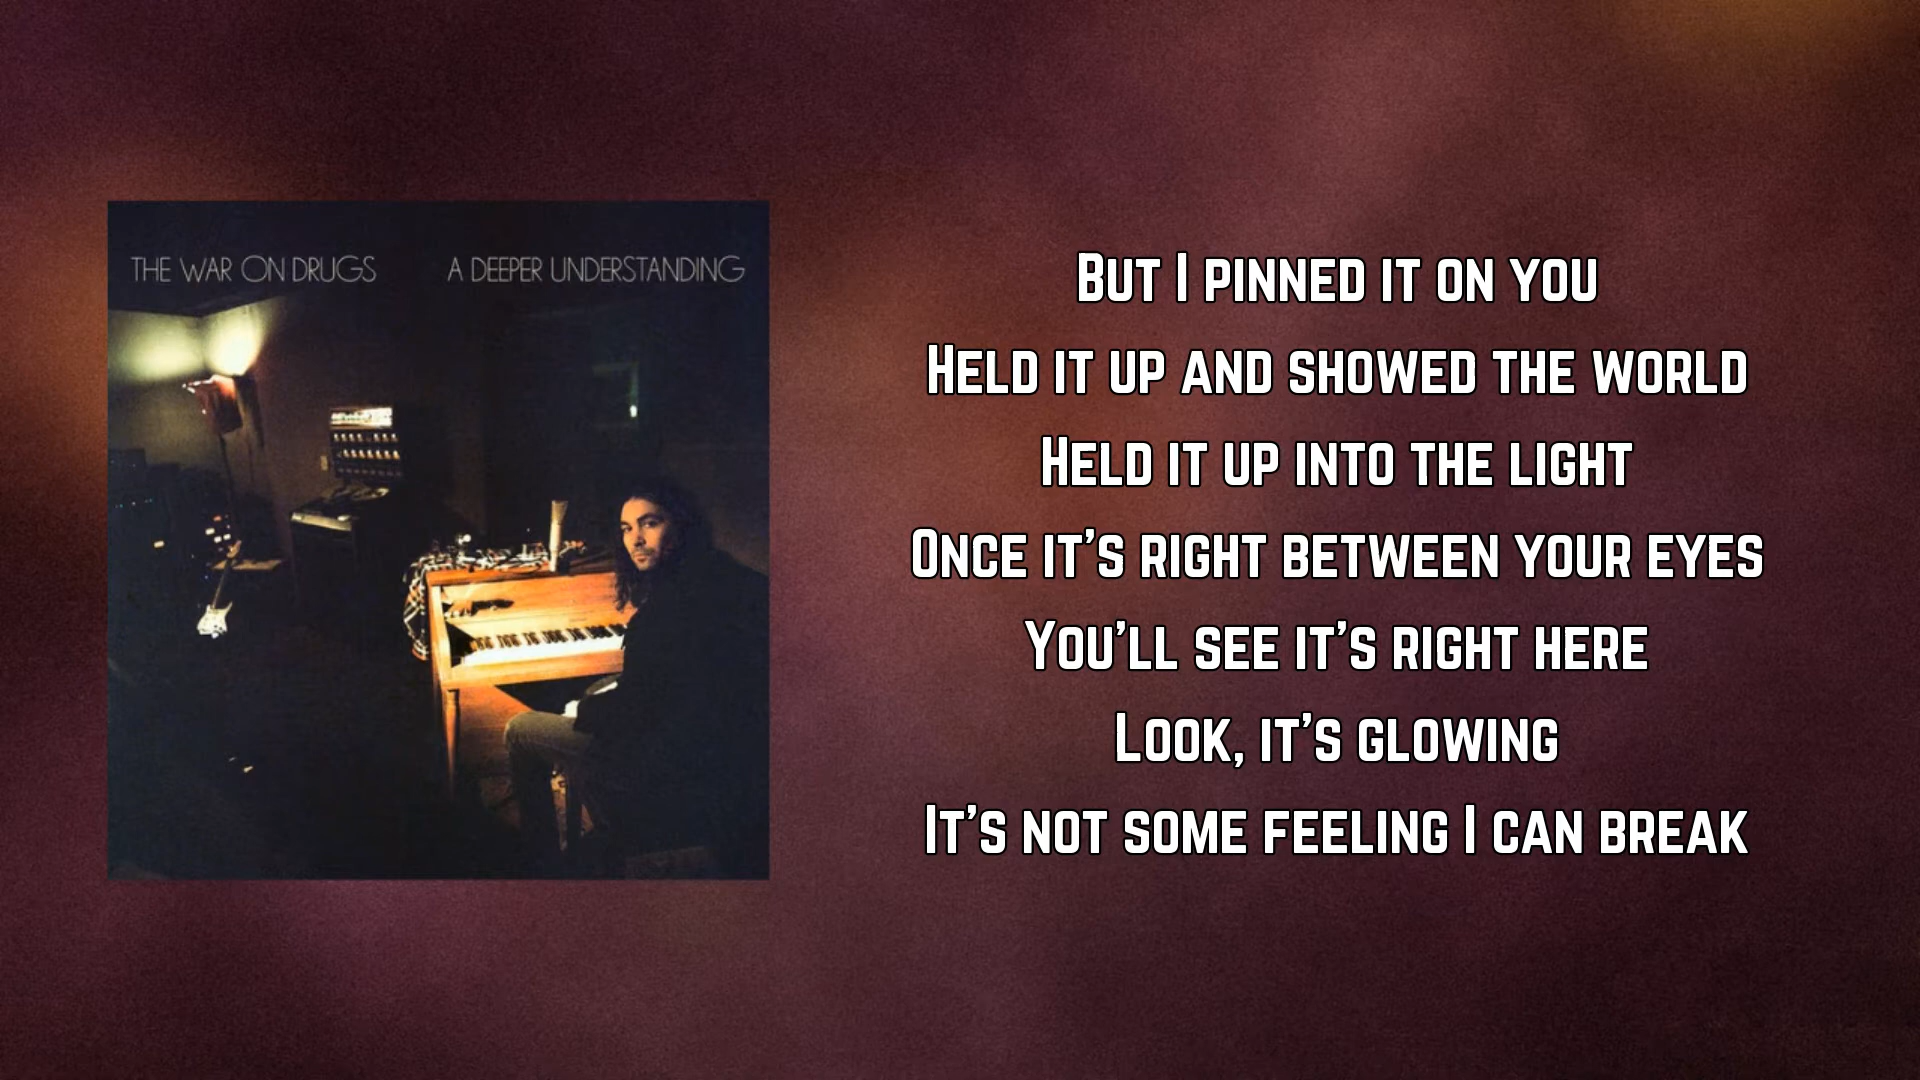 THE WAR ON DRUGS A DEEPER UNDERSTANDING
But I pinned it on you
Held it up and showed the world
Held it up into the light
Once it's right between your eyes
You'll see it's right here
Look, it's glowing
It's not some feeling I can break